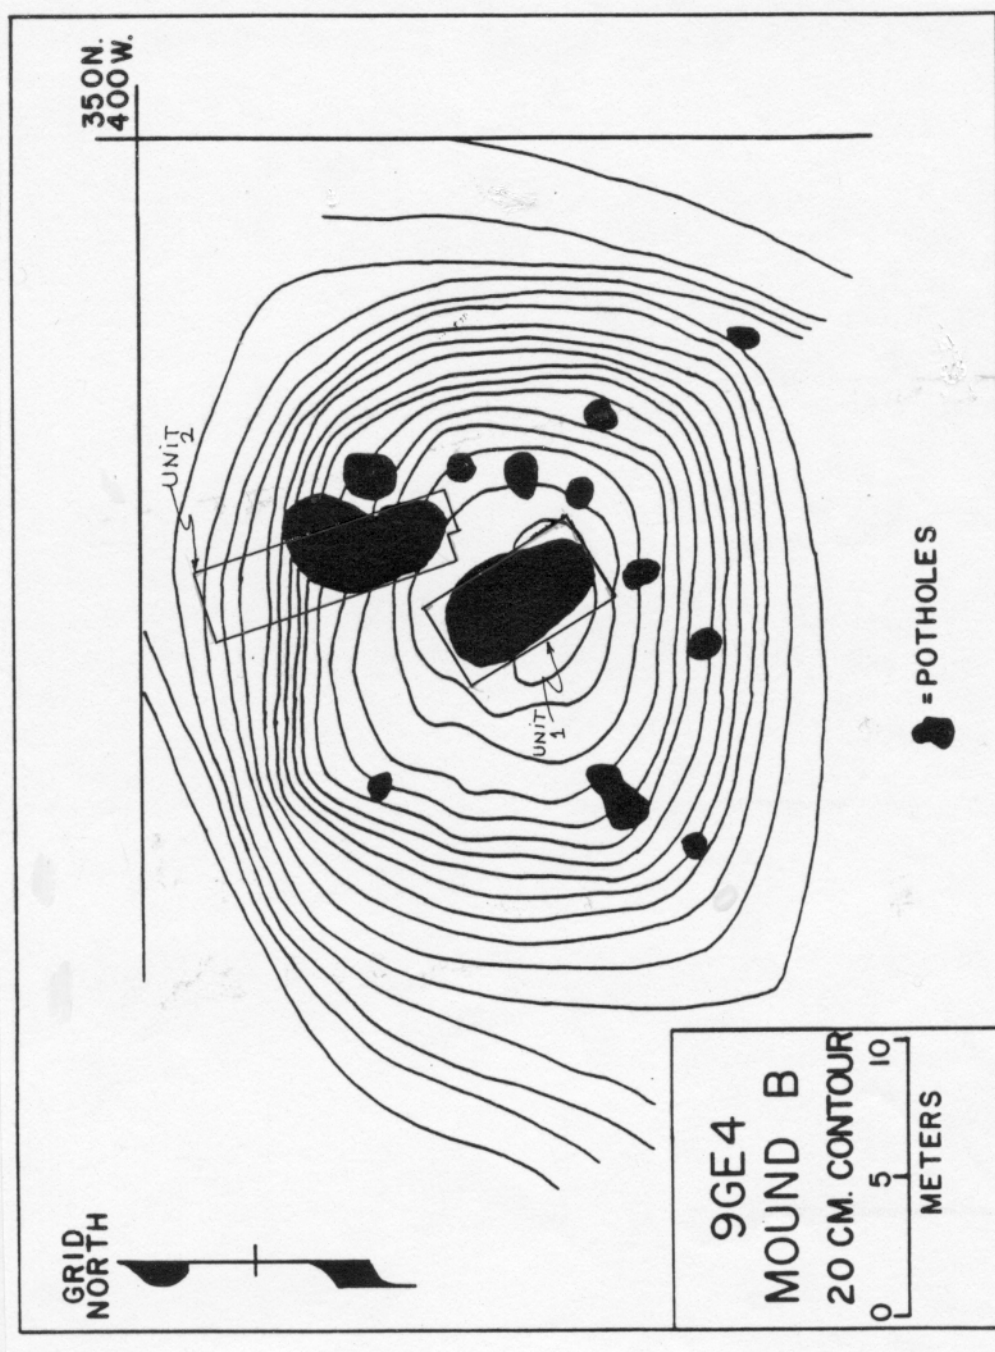 350N.
400W.
UNIT
2
UNIT
1
= POTHOLES
GRID
NORTH
9GE4
MOUND B
20 CM. CONTOUR
0 5 10
METERS